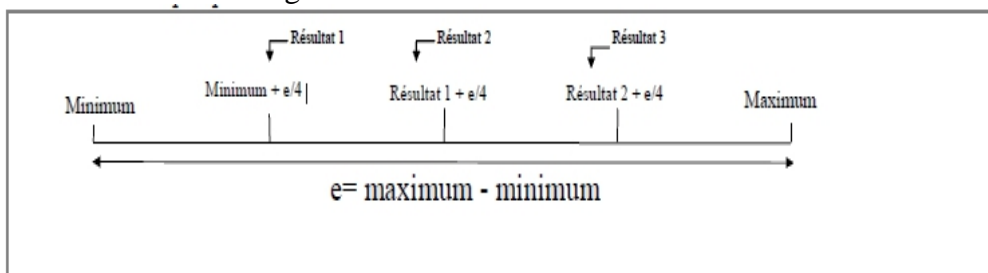 Résultat 1 Résultat 2 Résultat 3
Minimum Minimum + e/4 Résultat 1 + e/4 Résultat 2 + e/4 Maximum
e= maximum - minimum